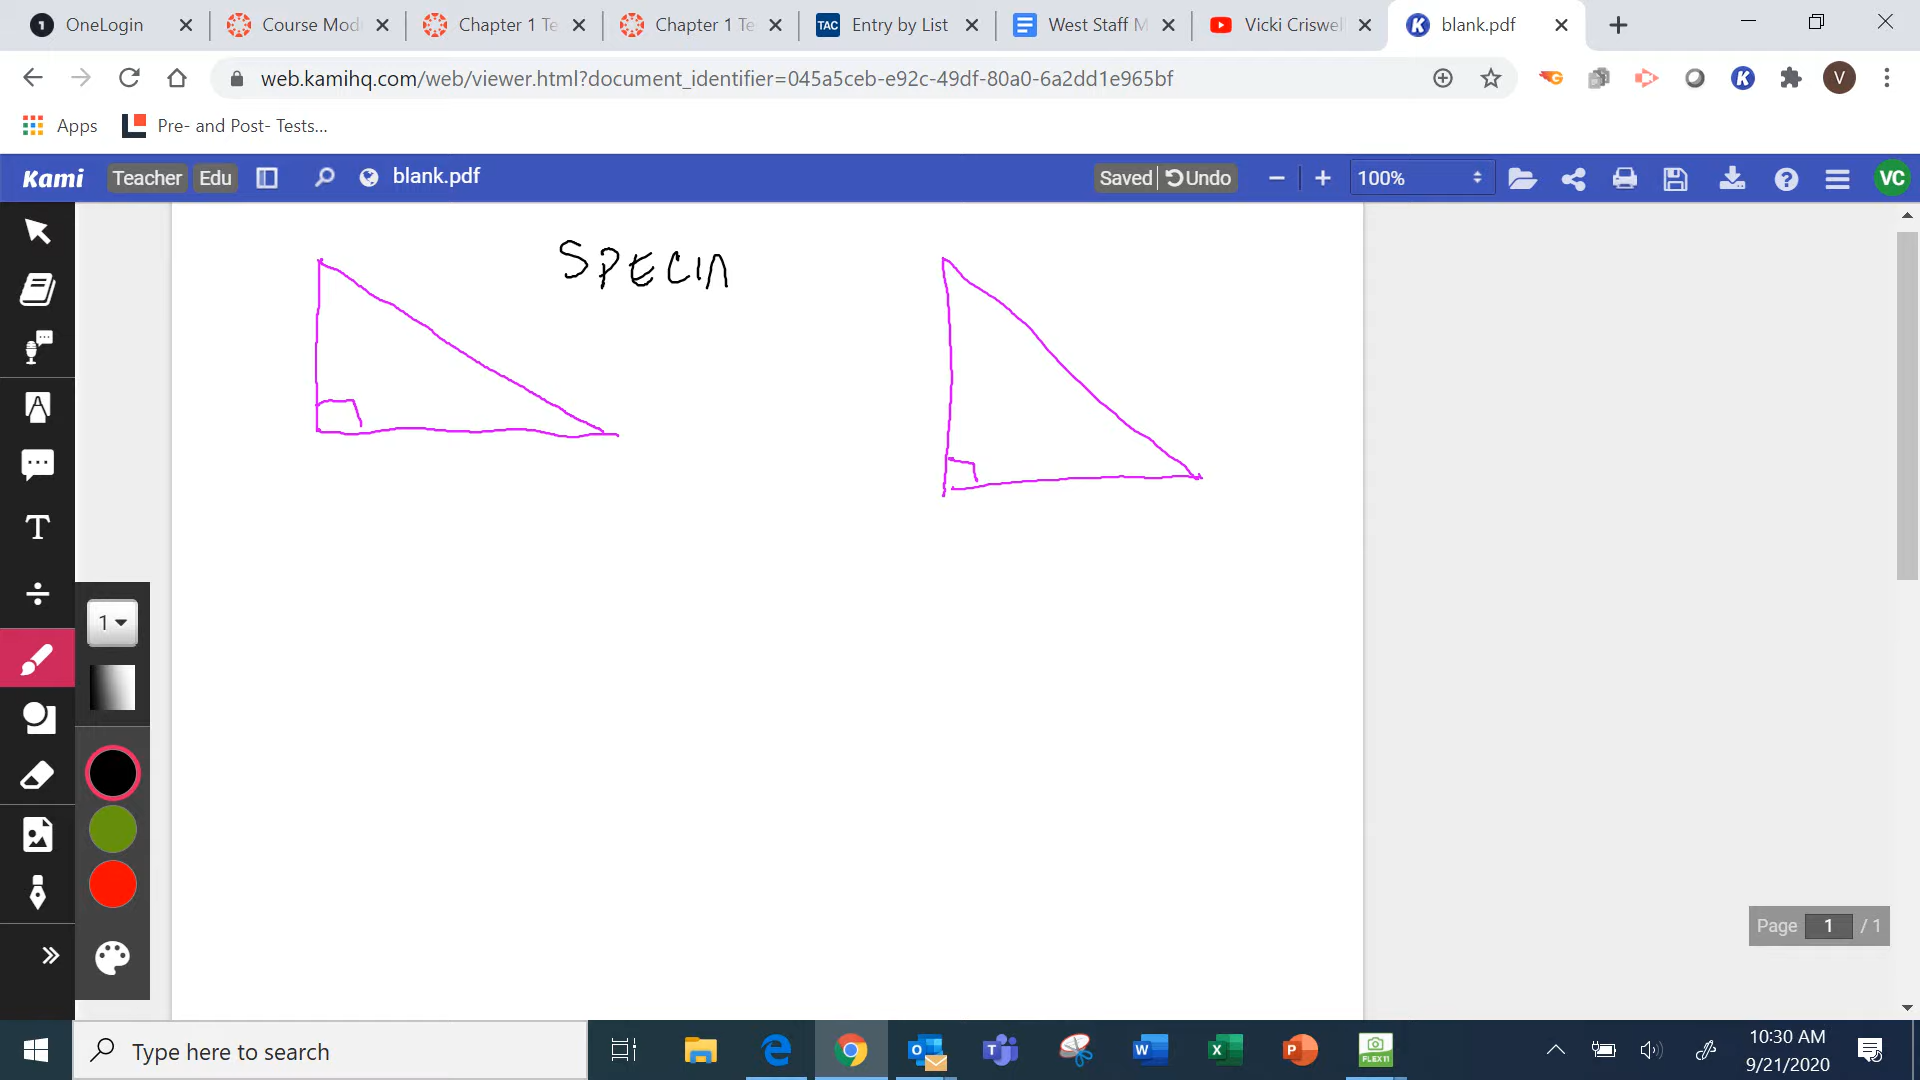 OneLogin
Course Mod
Chapter 1 Te
Chapter 1 Te
TAC Entry by List
West Staff M
Vicki Criswel
blank.pdf
web.kamihq.com/web/viewer.html?document_identifier=045a5ceb-e92c-49df-80a0-6a2dd1e965bf
V
Apps
Pre- and Post- Tests...
Kami Teacher Edu blank.pdf Saved Undo 100% VC
SPECIA
1
Page 1 / 1
Type here to search
FLEX11
10:30 AM
9/21/2020